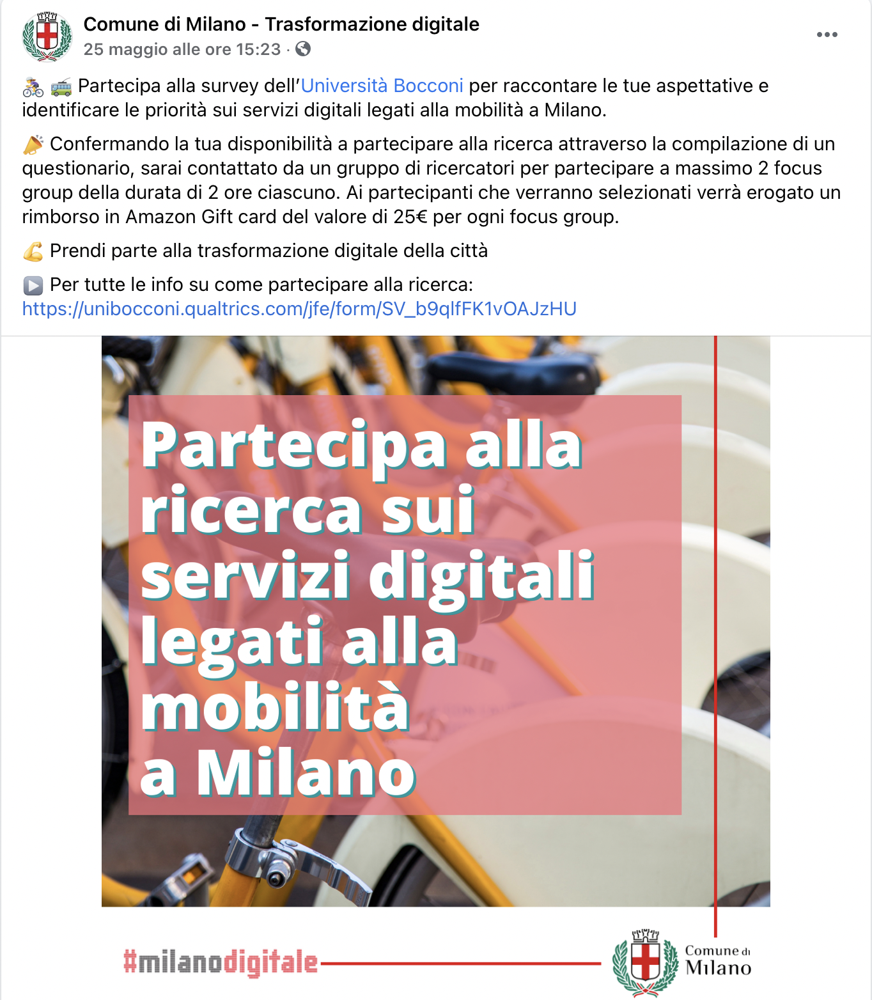 Comune di Milano - Trasformazione digitale
25 maggio alle ore 15:23 ·
🚴 🚎 Partecipa alla survey dell’Università Bocconi per raccontare le tue aspettative e
identificare le priorità sui servizi digitali legati alla mobilità a Milano.
📣 Confermando la tua disponibilità a partecipare alla ricerca attraverso la compilazione di un
questionario, sarai contattato da un gruppo di ricercatori per partecipare a massimo 2 focus
group della durata di 2 ore ciascuno. Ai partecipanti che verranno selezionati verrà erogato un
rimborso in Amazon Gift card del valore di 25€ per ogni focus group.
💪 Prendi parte alla trasformazione digitale della città
▶️ Per tutte le info su come partecipare alla ricerca:
https://unibocconi.qualtrics.com/jfe/form/SV_b9qlfFK1vOAJzHU
Partecipa alla
ricerca sui
servizi digitali
legati alla
mobilità
a Milano
#milanodigitale
Comune di
Milano